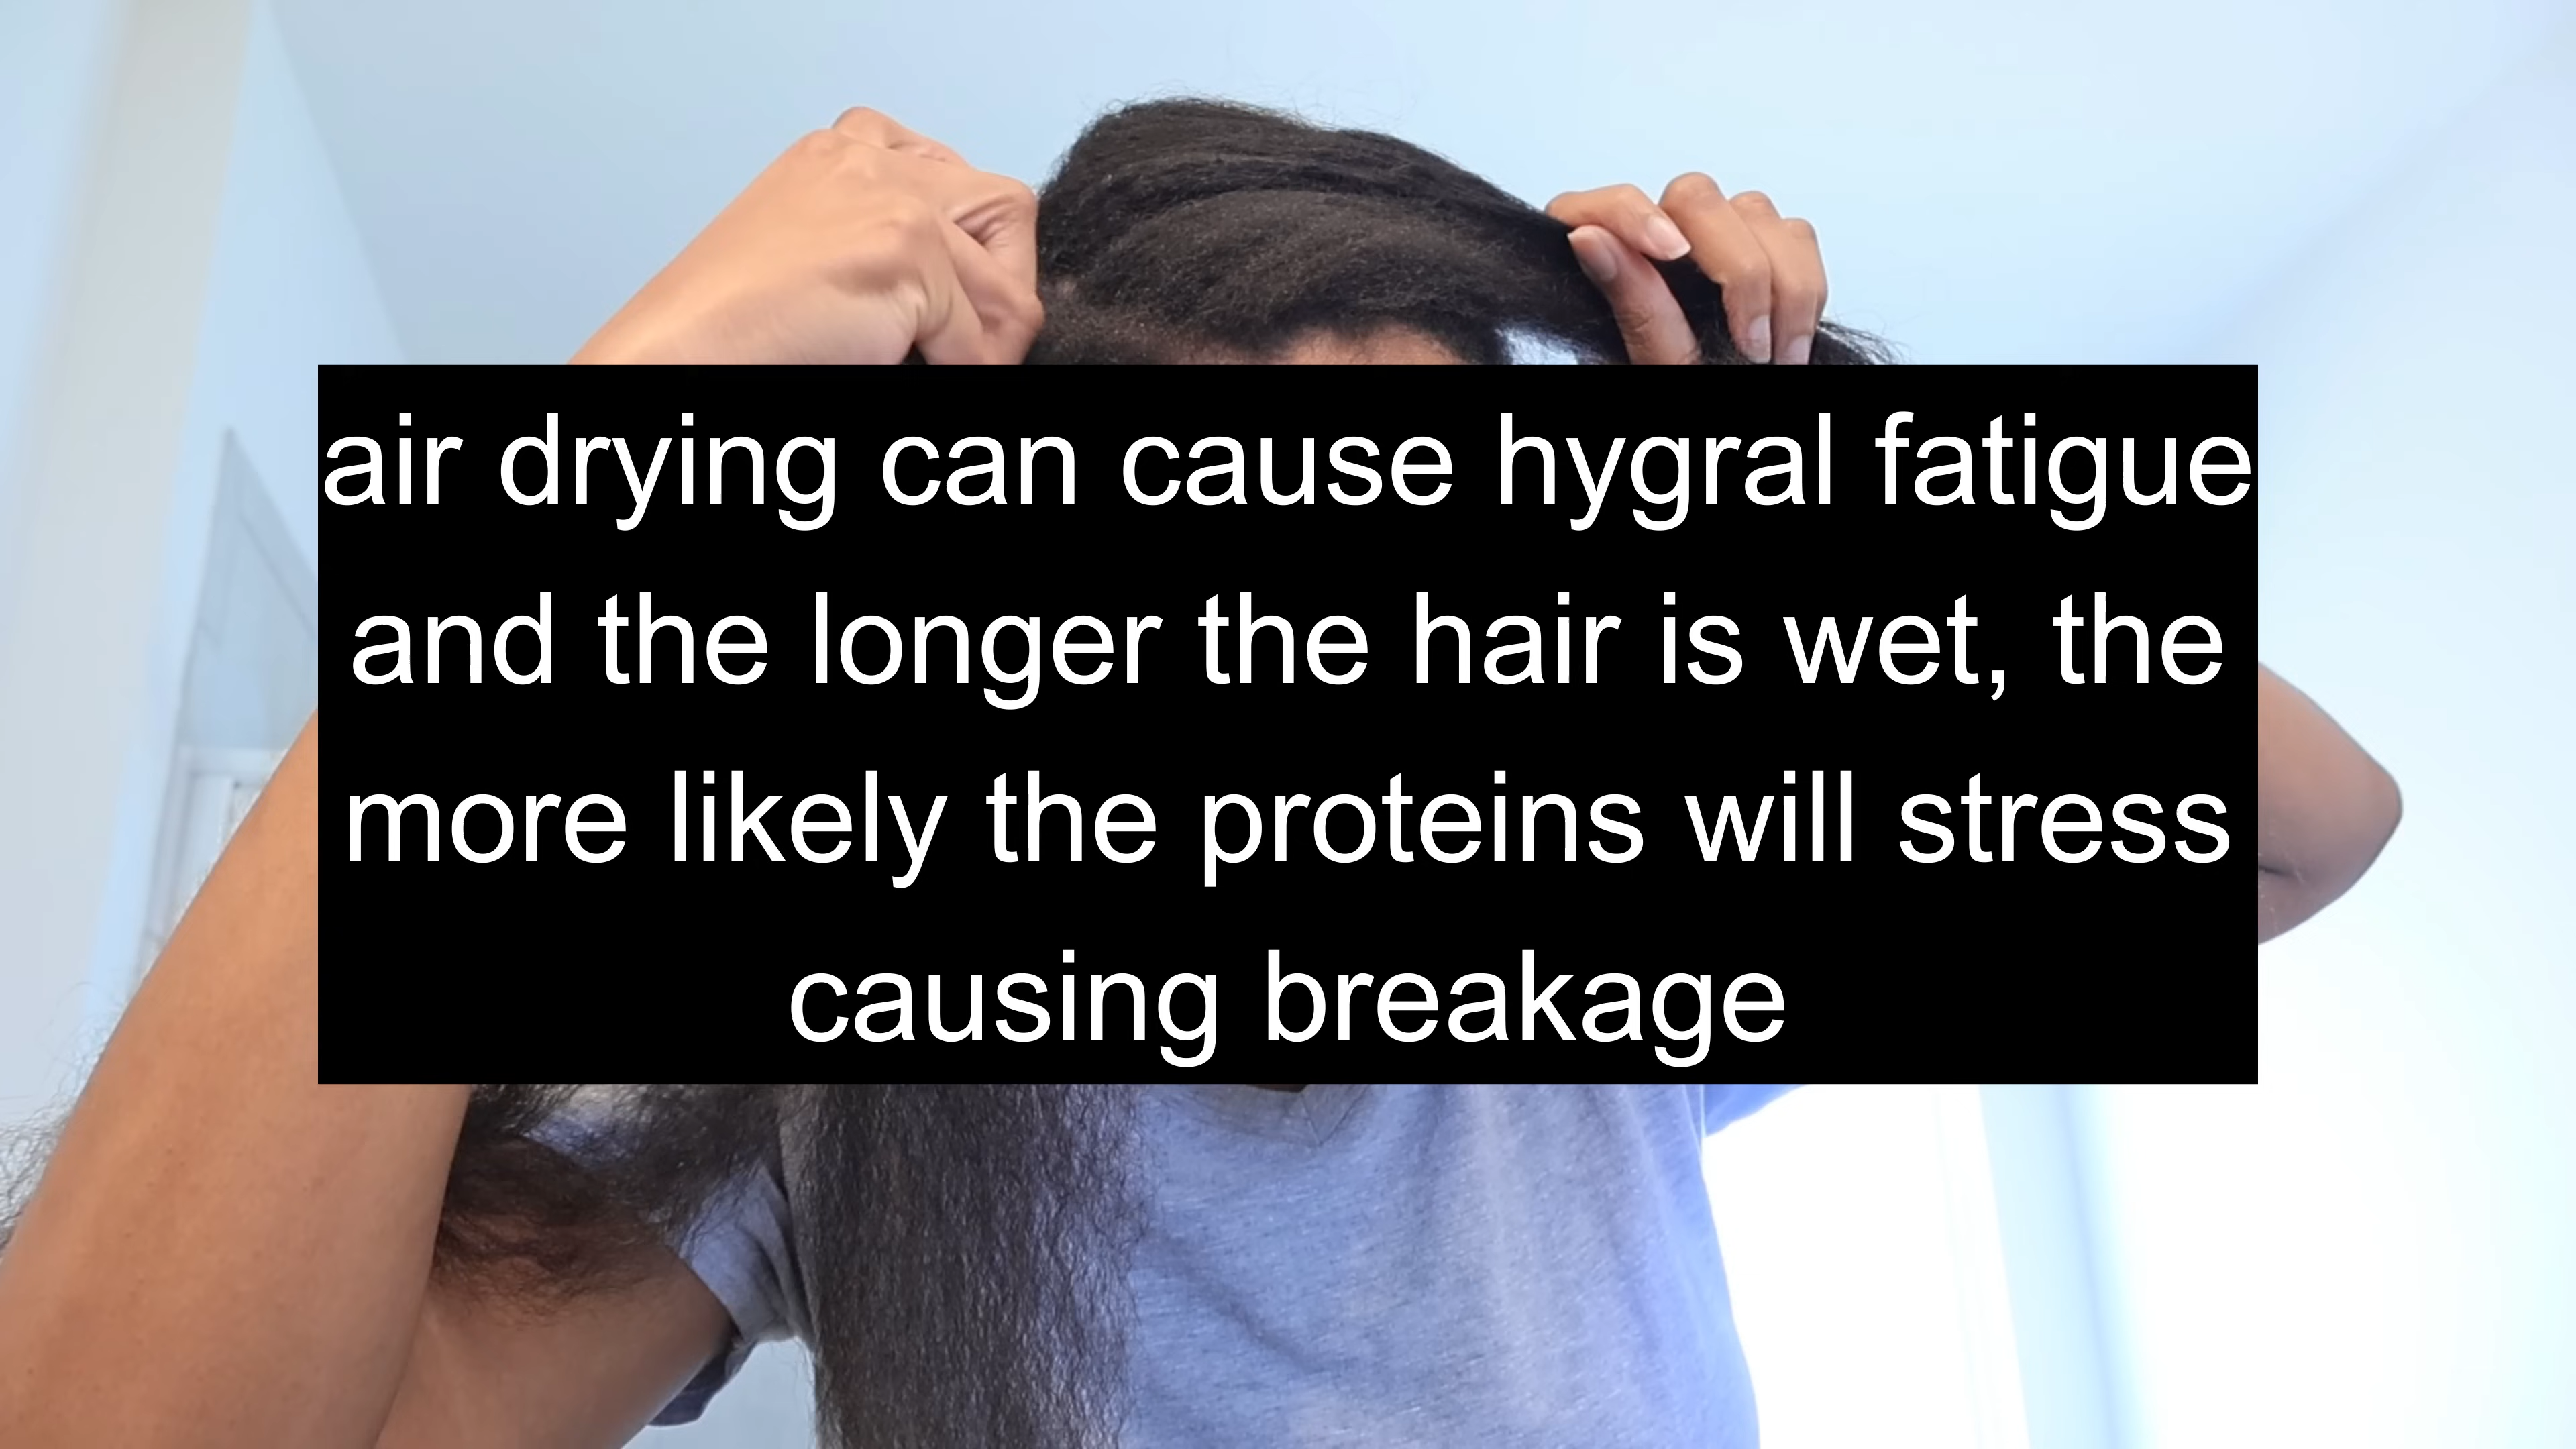 air drying can cause hygral fatigue
and the longer the hair is wet, the
more likely the proteins will stress
causing breakage